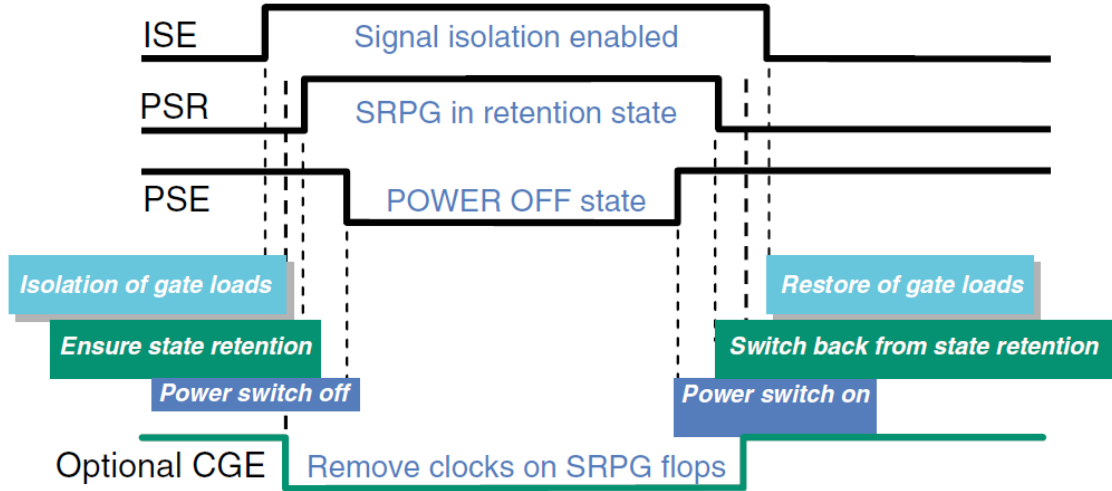 ISE
Signal isolation enabled
PSR
SRPG in retention state
PSE
POWER OFF state
Isolation of gate loads
Restore of gate loads
Ensure state retention
Switch back from state retention
Power switch off
Power switch on
Optional CGE
Remove clocks on SRPG flops